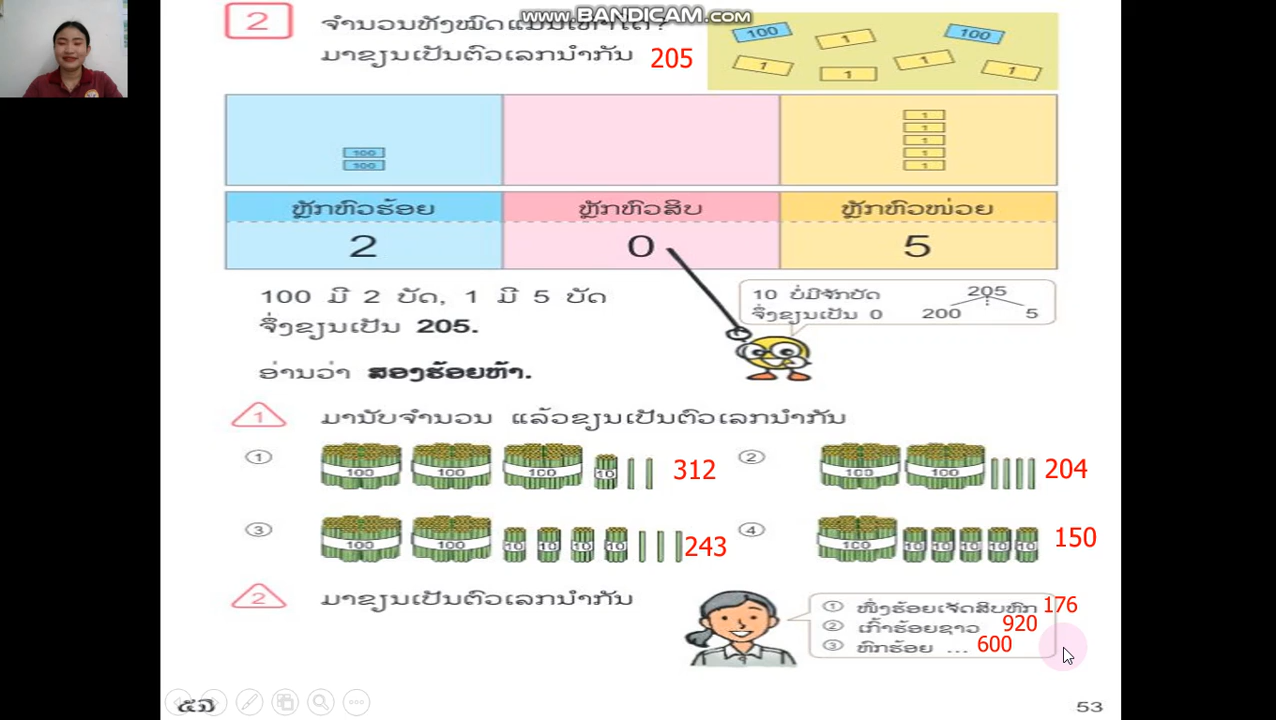 www.BANDICAM.com
2
ຈຳນວນທັງໝົດແມ່ນເທົ່າໃດ?
ມາຂຽນເປັນຕົວເລກນຳກັນ 205
100 1 100
1 1 1 1
100
100
1
1
1
1
1
ຫຼັກຫົວຮ້ອຍ ຫຼັກຫົວສິບ ຫຼັກຫົວໜ່ວຍ
2 0 5
100 ມີ 2 ບັດ, 1 ມີ 5 ບັດ
ຈຶ່ງຂຽນເປັນ 205.
10 ບໍ່ມີຈັກບັດ
ຈຶ່ງຂຽນເປັນ 0
205
200 5
ອ່ານວ່າ ສອງຮ້ອຍຫ້າ.
1 ມານັບຈຳນວນ ແລ້ວຂຽນເປັນຕົວເລກນຳກັນ
① 100 100 100 10 312
② 100 100 204
③ 100 100 10 10 10 10 243
④ 100 10 10 10 10 10 150
2 ມາຂຽນເປັນຕົວເລກນຳກັນ
① ໜຶ່ງຮ້ອຍເຈັດສິບຫົກ 176
② ເກົ້າຮ້ອຍຊາວ 920
③ ຫົກຮ້ອຍ ... 600
53